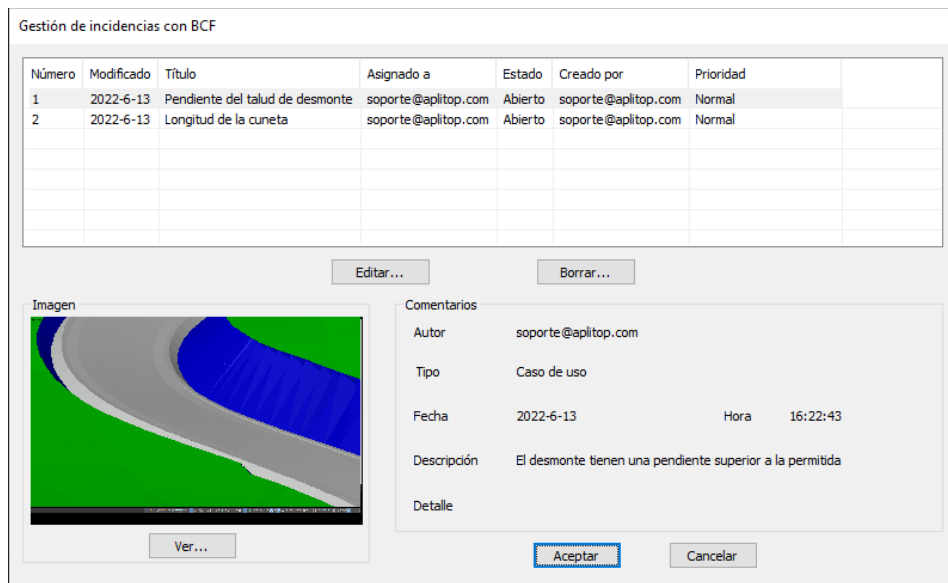 Gestión de incidencias con BCF
Número Modificado Título Asignado a Estado Creado por Prioridad
1 2022-6-13 Pendiente del talud de desmonte soporte@aplitop.com Abierto soporte@aplitop.com Normal
2 2022-6-13 Longitud de la cuneta soporte@aplitop.com Abierto soporte@aplitop.com Normal
Editar... Borrar...
Imagen
Ver...
Comentarios
Autor soporte@aplitop.com
Tipo Caso de uso
Fecha 2022-6-13 Hora 16:22:43
Descripción El desmonte tienen una pendiente superior a la permitida
Detalle
Aceptar Cancelar